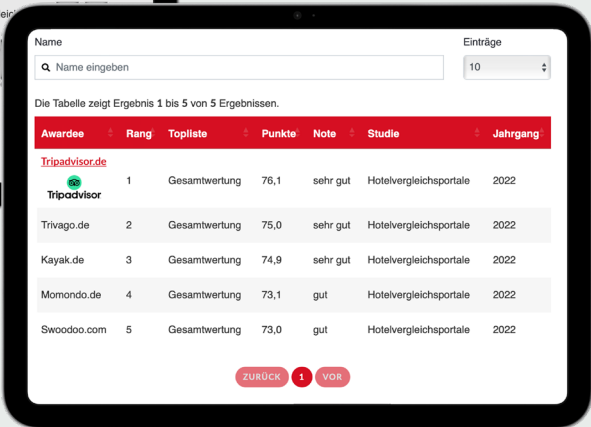 Name Einträge
Name eingeben 10
Die Tabelle zeigt Ergebnis 1 bis 5 von 5 Ergebnissen.
Awardee Rang Topliste Punkte Note Studie Jahrgang
Tripadvisor.de
Tripadvisor
1 Gesamtwertung 76,1 sehr gut Hotelvergleichsportale 2022
Trivago.de 2 Gesamtwertung 75,0 sehr gut Hotelvergleichsportale 2022
Kayak.de 3 Gesamtwertung 74,9 sehr gut Hotelvergleichsportale 2022
Momondo.de 4 Gesamtwertung 73,1 gut Hotelvergleichsportale 2022
Swoodoo.com 5 Gesamtwertung 73,0 gut Hotelvergleichsportale 2022
ZURÜCK 1 VOR